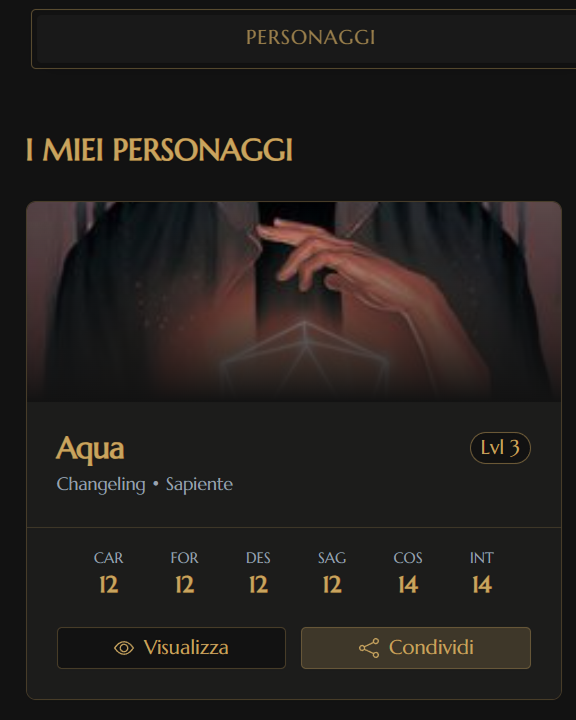 PERSONAGGI
I MIEI PERSONAGGI
Aqua
Lvl 3
Changeling • Sapiente
CAR FOR DES SAG COS INT
12 12 12 12 14 14
Visualizza Condividi